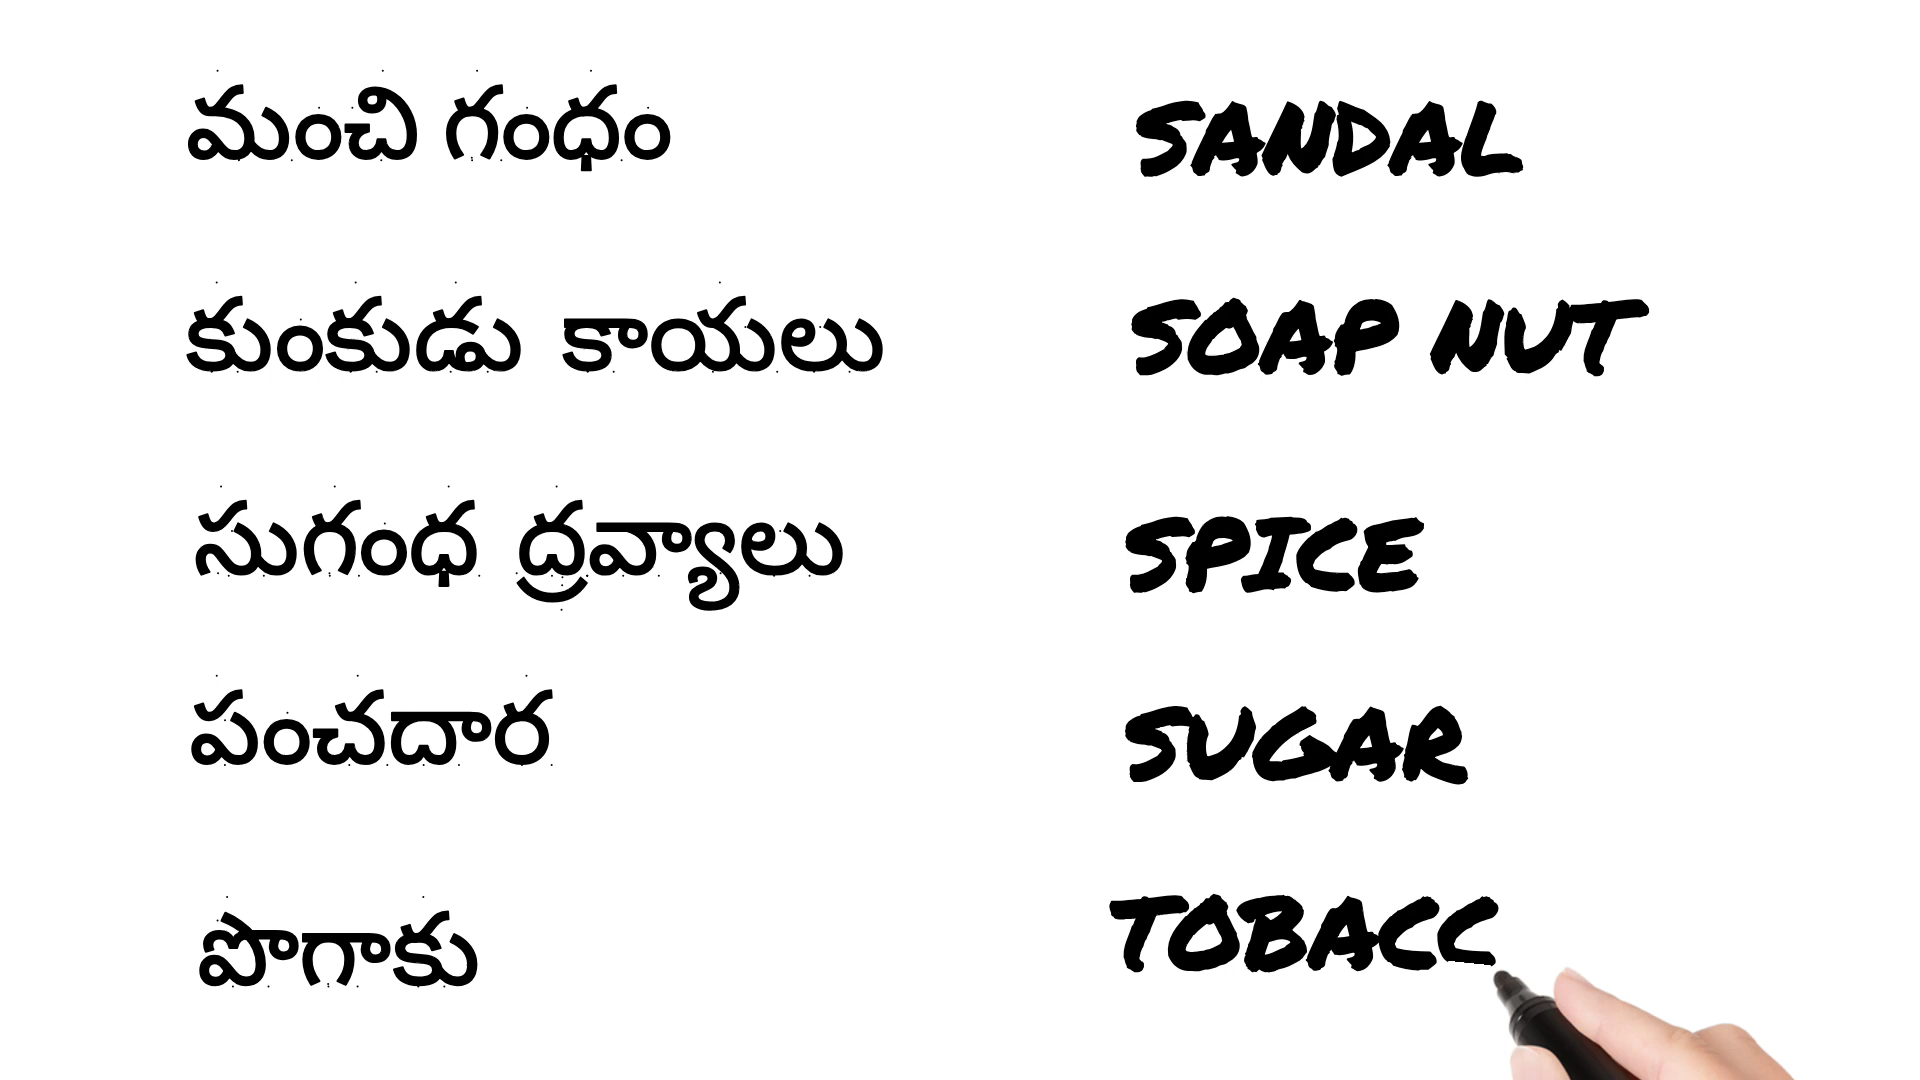 మంచి గంధం SANDAL
కుంకుడు కాయలు SOAP NUT
సుగంధ ద్రవ్యాలు SPICE
పంచదార SUGAR
పొగాకు TOBACC